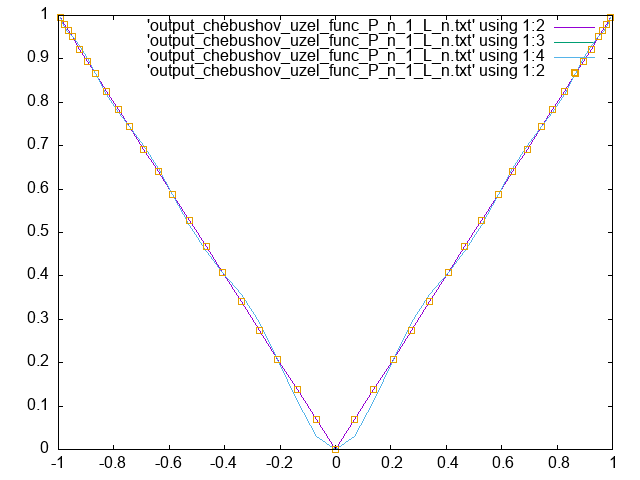 'output_chebushov_uzel_func_P_n_1_L_n.txt' using 1:2
'output_chebushov_uzel_func_P_n_1_L_n.txt' using 1:3
'output_chebushov_uzel_func_P_n_1_L_n.txt' using 1:4
'output_chebushov_uzel_func_P_n_1_L_n.txt' using 1:2
1
0.9
0.8
0.7
0.6
0.5
0.4
0.3
0.2
0.1
0
-1 -0.8 -0.6 -0.4 -0.2 0 0.2 0.4 0.6 0.8 1